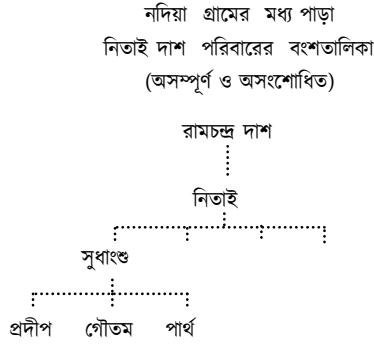 নদিয়া গ্রামের মধ্য পাড়া
নিতাই দাশ পরিবারের বংশতালিকা
(অসম্পূর্ণ ও অসংশোধিত)
রামচন্দ্র দাশ
নিতাই
সুধাংশু
প্রদীপ গৌতম পার্থ